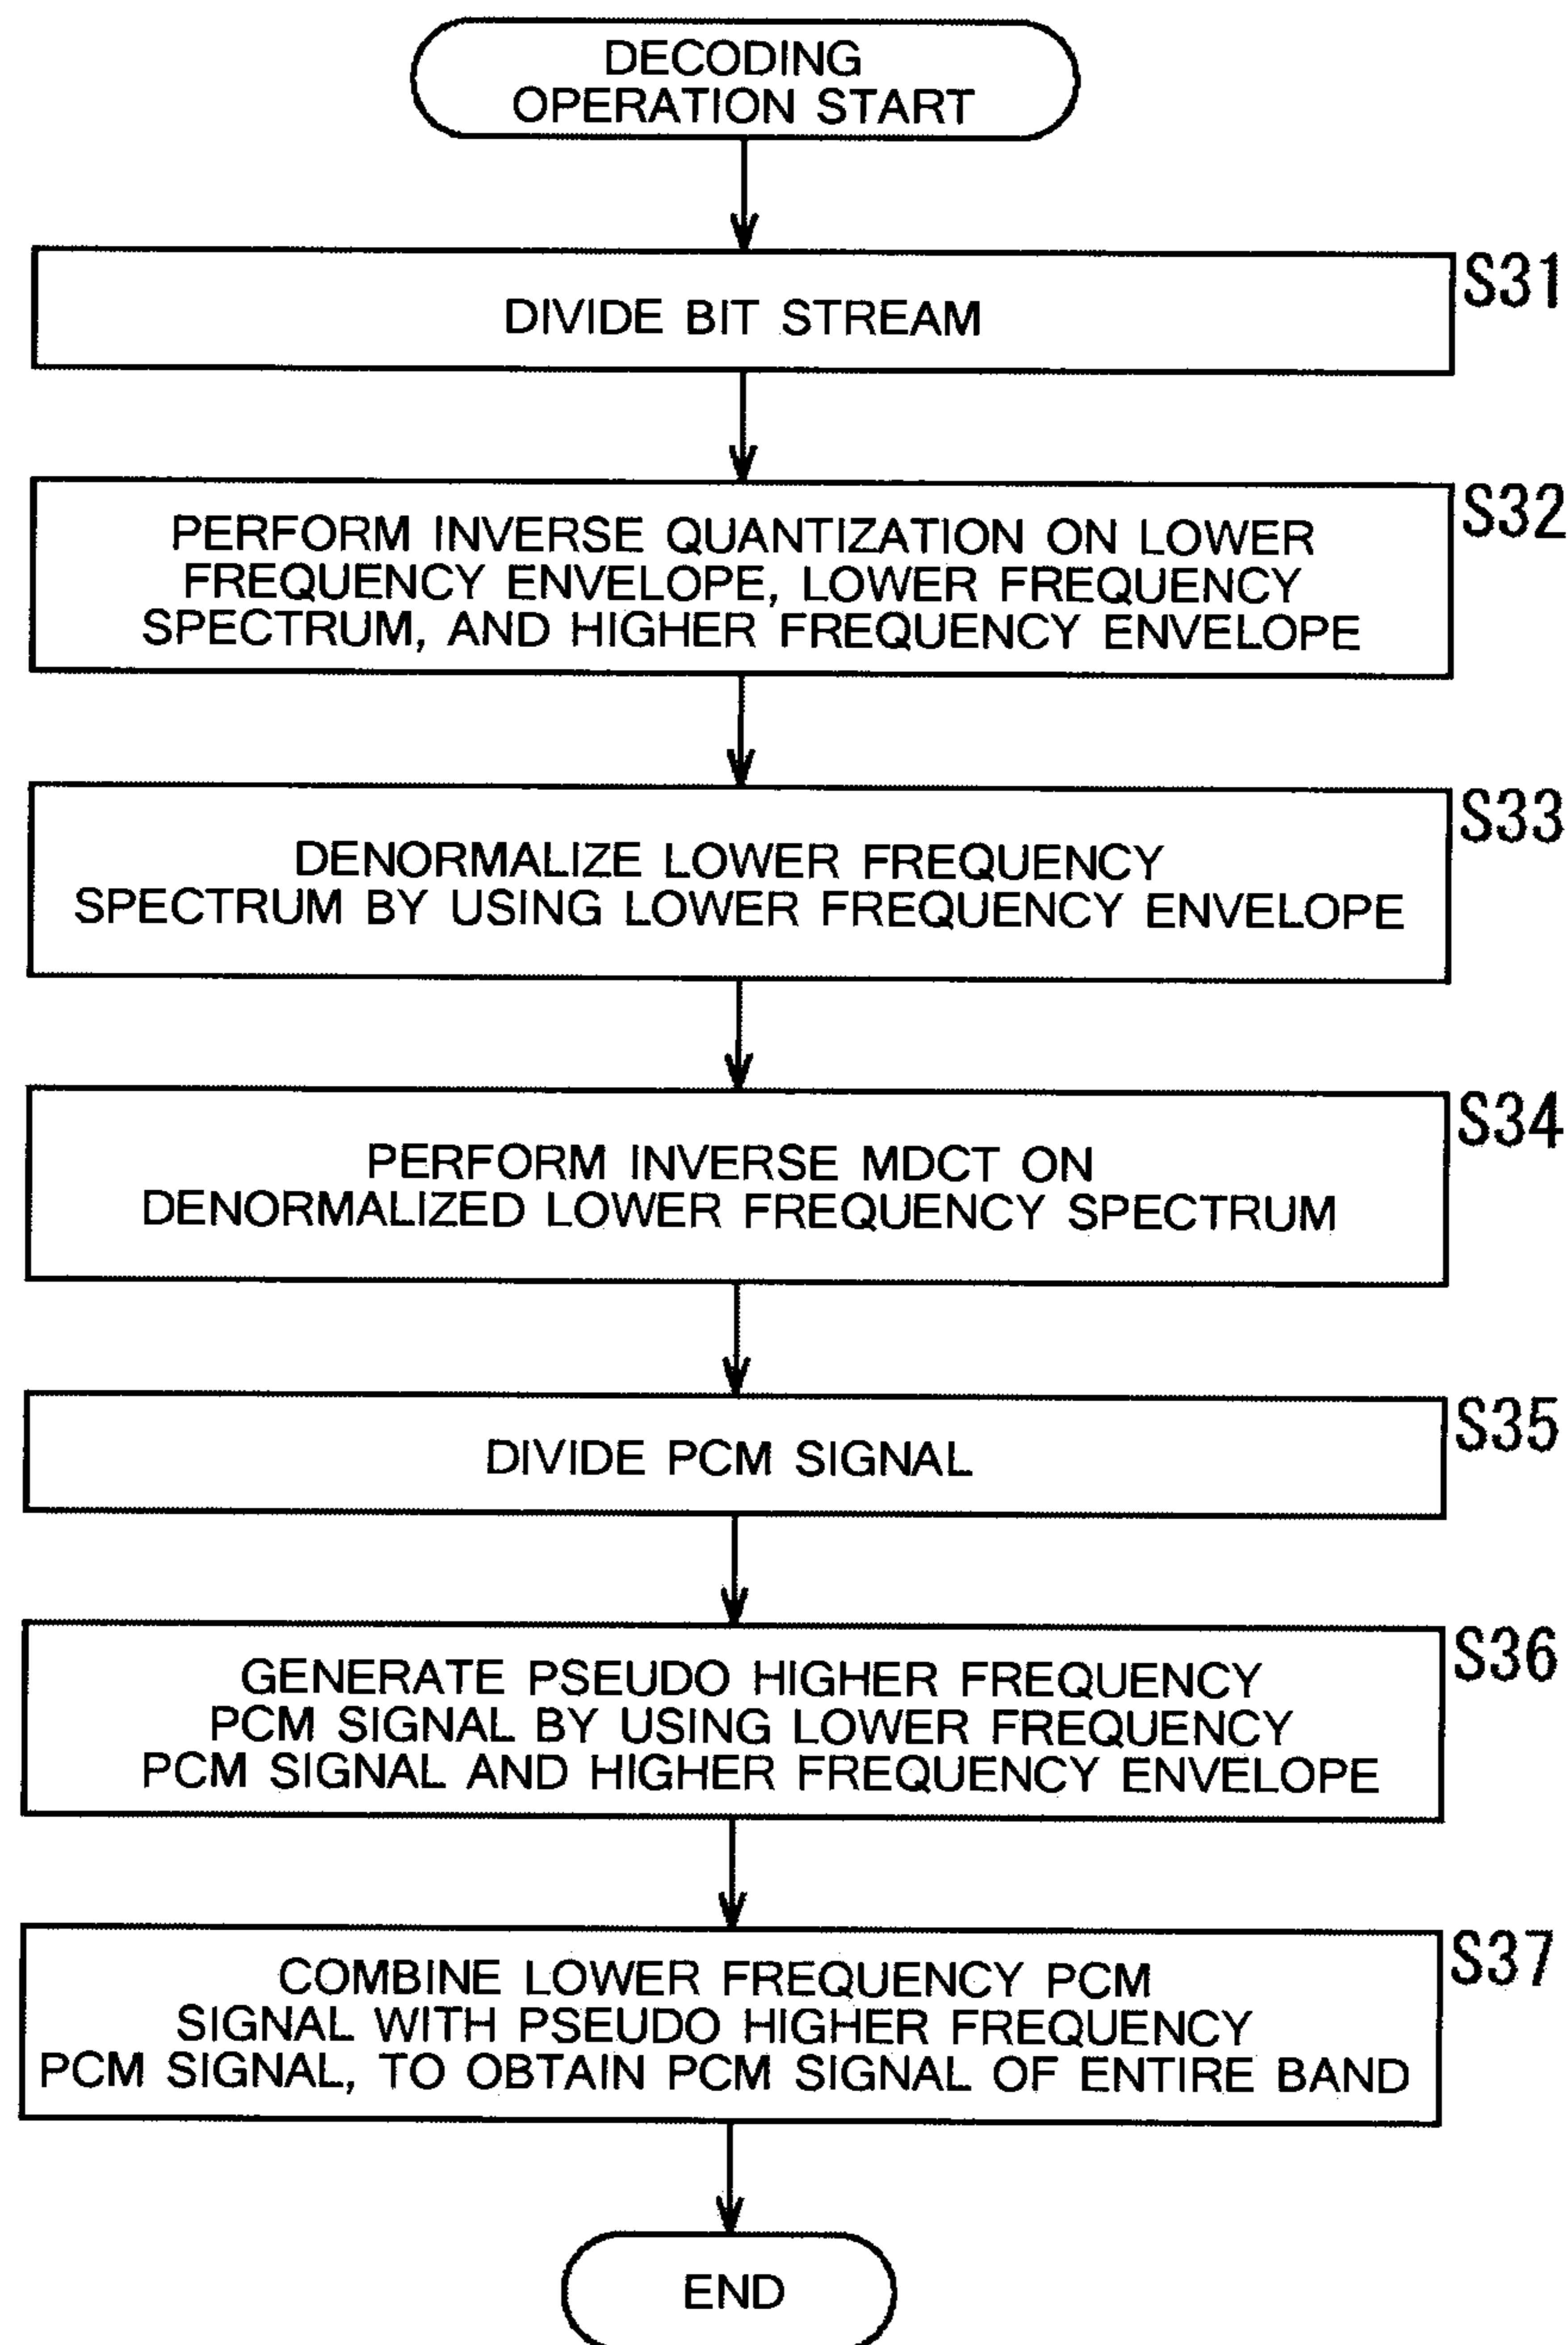 DECODING
OPERATION START
S31
DIVIDE BIT STREAM
S32
PERFORM INVERSE QUANTIZATION ON LOWER
FREQUENCY ENVELOPE, LOWER FREQUENCY
SPECTRUM, AND HIGHER FREQUENCY ENVELOPE
S33
DENORMALIZE LOWER FREQUENCY
SPECTRUM BY USING LOWER FREQUENCY ENVELOPE
S34
PERFORM INVERSE MDCT ON
DENORMALIZED LOWER FREQUENCY SPECTRUM
S35
DIVIDE PCM SIGNAL
S36
GENERATE PSEUDO HIGHER FREQUENCY
PCM SIGNAL BY USING LOWER FREQUENCY
PCM SIGNAL AND HIGHER FREQUENCY ENVELOPE
S37
COMBINE LOWER FREQUENCY PCM
SIGNAL WITH PSEUDO HIGHER FREQUENCY
PCM SIGNAL, TO OBTAIN PCM SIGNAL OF ENTIRE BAND
END